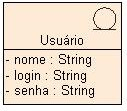 Usuário
- nome : String
- login : String
- senha : String